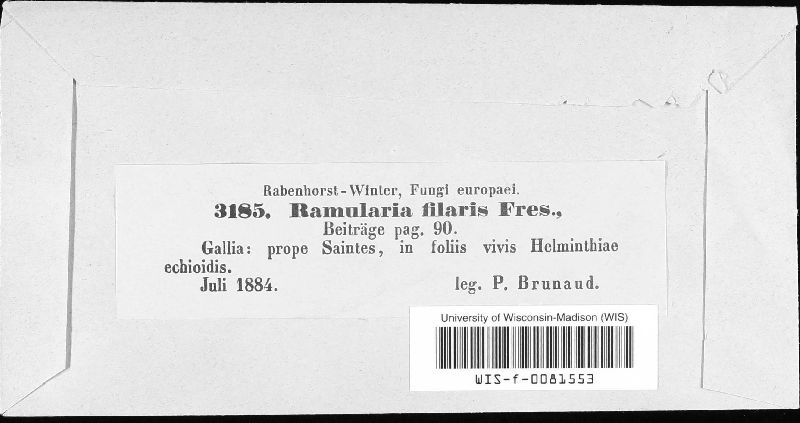 Rabenhorst-Winter, Fungi europaei.
3185. Ramularia filaris Fres.,
Beiträge pag. 90.
Gallia: prope Saintes, in foliis vivis Helminthiae
echioidis.
Juli 1884. leg. P. Brunaud.
University of Wisconsin-Madison (WIS)
WIS-f-0081553